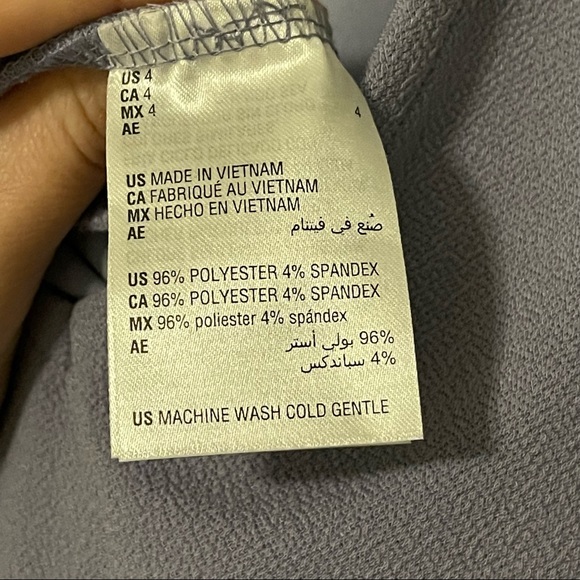 US 4
CA 4
MX 4
AE 4
US MADE IN VIETNAM
CA FABRIQUÉ AU VIETNAM
MX HECHO EN VIETNAM
AE صُنع في فيتنام
US 96% POLYESTER 4% SPANDEX
CA 96% POLYESTER 4% SPANDEX
MX 96% poliester 4% spándex
AE 96% بولي أستر
4% سباندكس
US MACHINE WASH COLD GENTLE